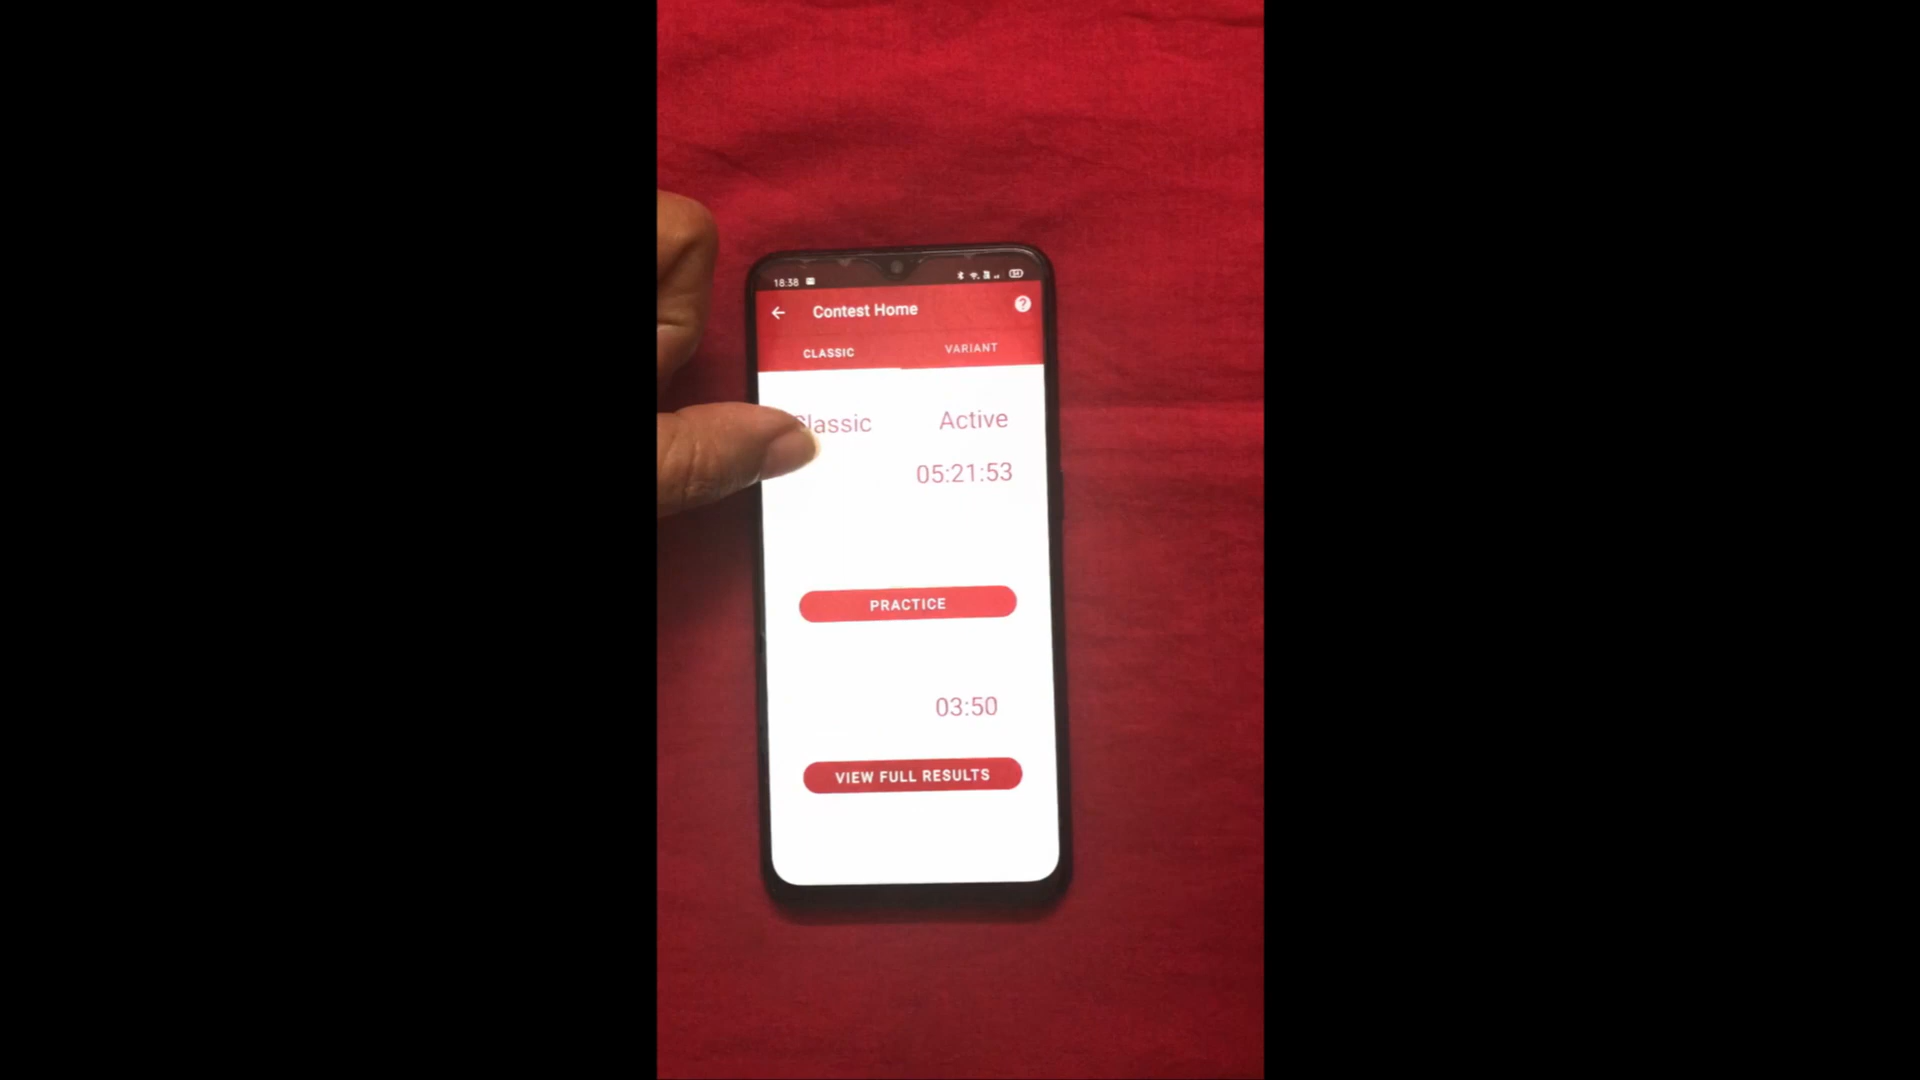 18:38
Contest Home
CLASSIC VARIANT
Classic Active
05:21:53
PRACTICE
03:50
VIEW FULL RESULTS